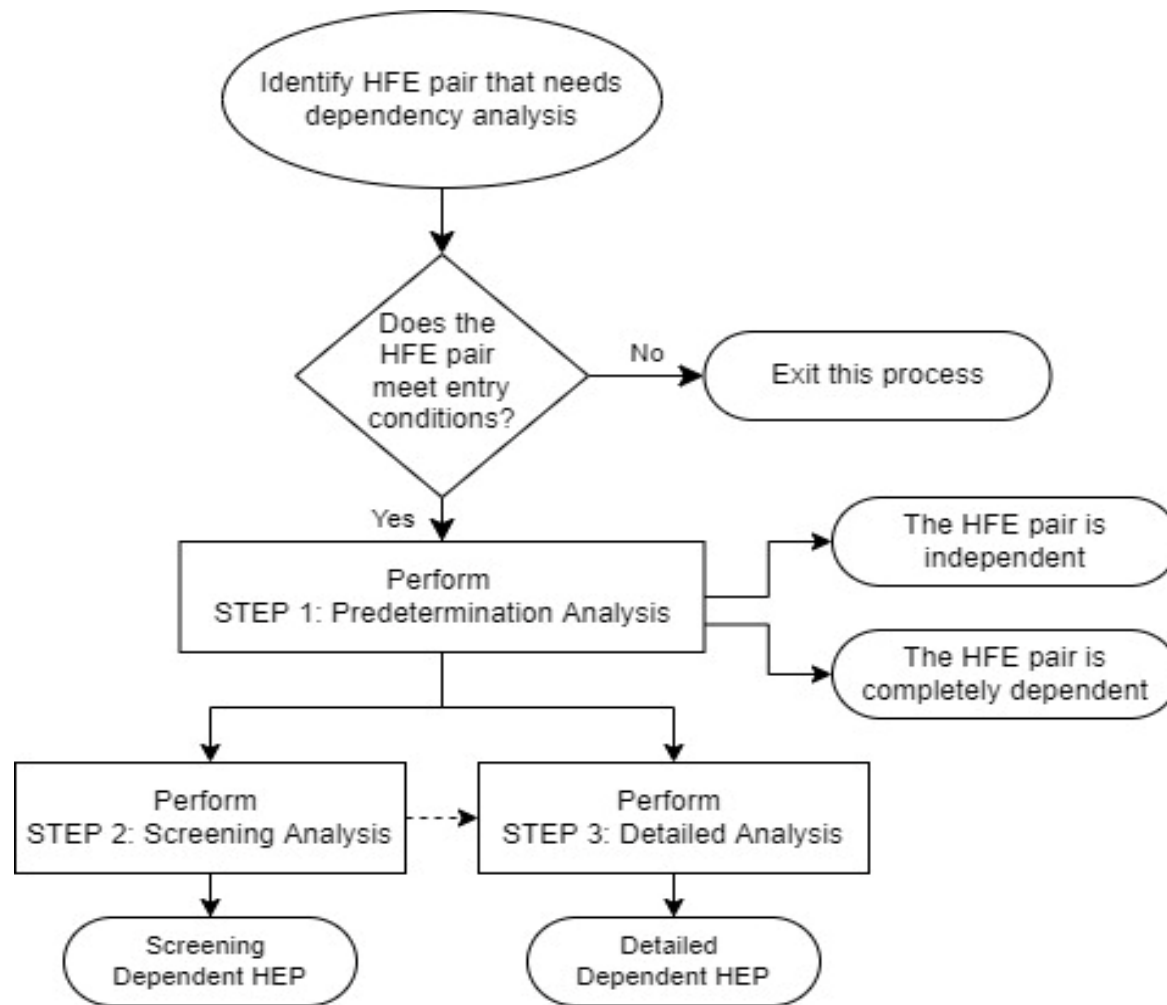 Identify HFE pair that needs
dependency analysis
Does the
HFE pair
meet entry
conditions?
No
Exit this process
Yes
Perform
STEP 1: Predetermination Analysis
The HFE pair is
independent
The HFE pair is
completely dependent
Perform
STEP 2: Screening Analysis
Perform
STEP 3: Detailed Analysis
Screening
Dependent HEP
Detailed
Dependent HEP